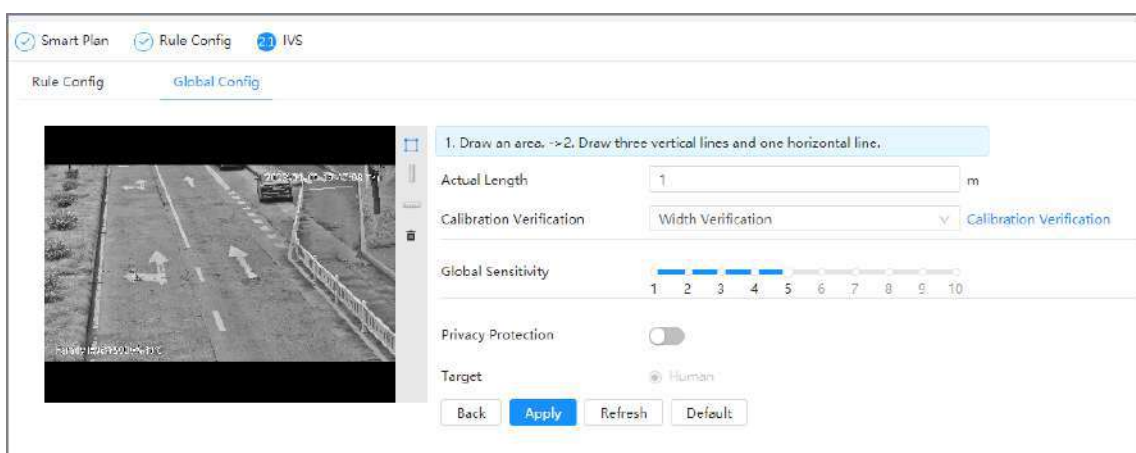 Smart Plan Rule Config 2.1 IVS
Rule Config Global Config
1. Draw an area. ->2. Draw three vertical lines and one horizontal line.
Actual Length 1 m
Calibration Verification Width Verification Calibration Verification
Global Sensitivity
1 2 3 4 5 6 7 8 9 10
Privacy Protection
Target Human
Back Apply Refresh Default